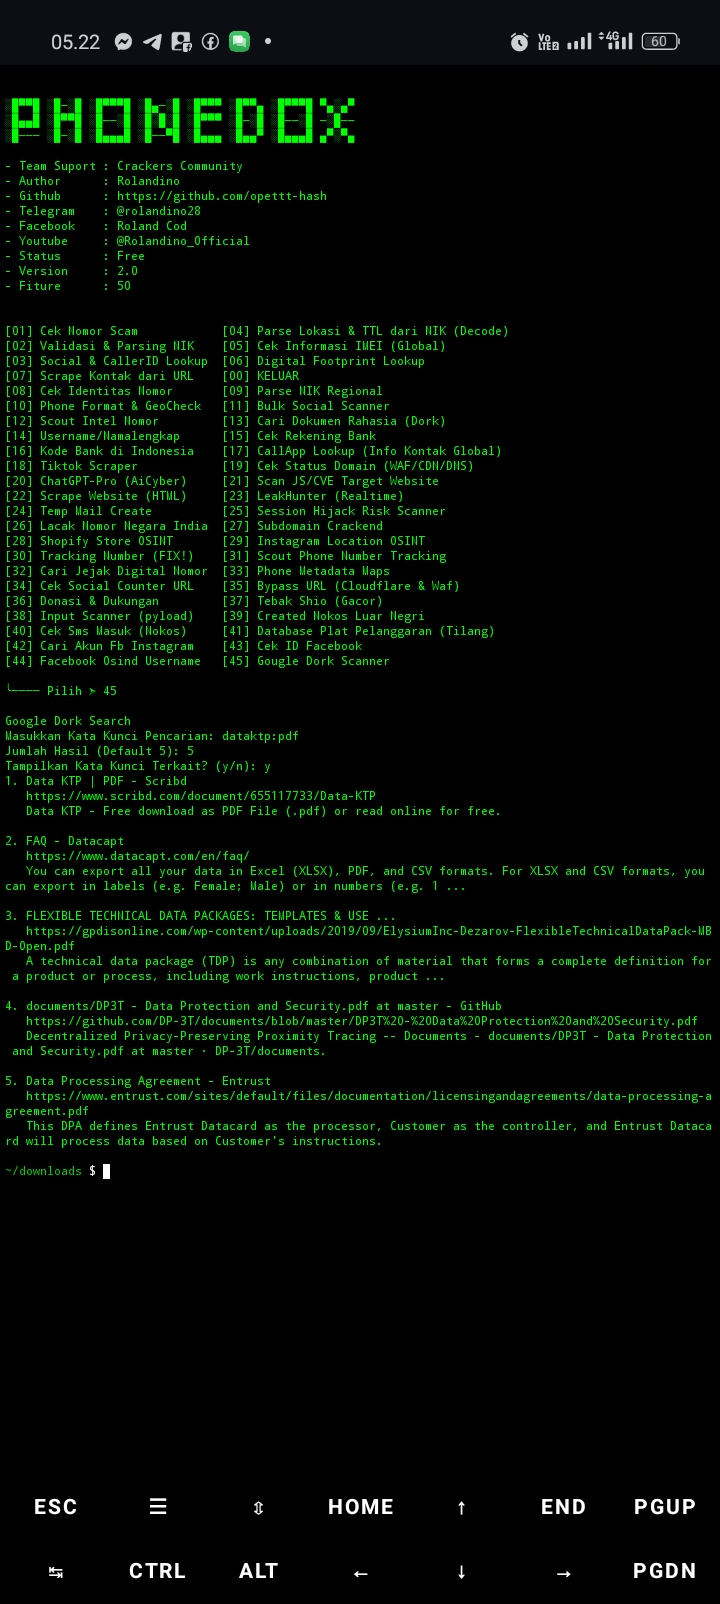 05.22
Vo LTE2
4G
60
PHONEDOX
- Team Suport : Crackers Community
- Author : Rolandino
- Github : https://github.com/opettt-hash
- Telegram : @rolandino28
- Facebook : Roland Cod
- Youtube : @Rolandino_Official
- Status : Free
- Version : 2.0
- Fiture : 50
[01] Cek Nomor Scam [04] Parse Lokasi & TTL dari NIK (Decode)
[02] Validasi & Parsing NIK [05] Cek Informasi IMEI (Global)
[03] Social & CallerID Lookup [06] Digital Footprint Lookup
[07] Scrape Kontak dari URL [00] KELUAR
[08] Cek Identitas Nomor [09] Parse NIK Regional
[10] Phone Format & GeoCheck [11] Bulk Social Scanner
[12] Scout Intel Nomor [13] Cari Dokumen Rahasia (Dork)
[14] Username/Namalengkap [15] Cek Rekening Bank
[16] Kode Bank di Indonesia [17] CallApp Lookup (Info Kontak Global)
[18] Tiktok Scraper [19] Cek Status Domain (WAF/CDN/DNS)
[20] ChatGPT-Pro (AiCyber) [21] Scan JS/CVE Target Website
[22] Scrape Website (HTML) [23] LeakHunter (Realtime)
[24] Temp Mail Create [25] Session Hijack Risk Scanner
[26] Lacak Nomor Negara India [27] Subdomain Crackend
[28] Shopify Store OSINT [29] Instagram Location OSINT
[30] Tracking Number (FIX!) [31] Scout Phone Number Tracking
[32] Cari Jejak Digital Nomor [33] Phone Metadata Maps
[34] Cek Social Counter URL [35] Bypass URL (Cloudflare & Waf)
[36] Donasi & Dukungan [37] Tebak Shio (Gacor)
[38] Input Scanner (pyload) [39] Created Nokos Luar Negri
[40] Cek Sms Masuk (Nokos) [41] Database Plat Pelanggaran (Tilang)
[42] Cari Akun Fb Instagram [43] Cek ID Facebook
[44] Facebook Osind Username [45] Gougle Dork Scanner
╰─── Pilih ➤ 45
Google Dork Search
Masukkan Kata Kunci Pencarian: dataktp:pdf
Jumlah Hasil (Default 5): 5
Tampilkan Kata Kunci Terkait? (y/n): y
1. Data KTP | PDF - Scribd
https://www.scribd.com/document/655117733/Data-KTP
Data KTP - Free download as PDF File (.pdf) or read online for free.
2. FAQ - Datacapt
https://www.datacapt.com/en/faq/
You can export all your data in Excel (XLSX), PDF, and CSV formats. For XLSX and CSV formats, you
can export in labels (e.g. Female; Male) or in numbers (e.g. 1 ...
3. FLEXIBLE TECHNICAL DATA PACKAGES: TEMPLATES & USE ...
https://gpdisonline.com/wp-content/uploads/2019/09/ElysiumInc-Dezarov-FlexibleTechnicalDataPack-MB
D-Open.pdf
A technical data package (TDP) is any combination of material that forms a complete definition for
a product or process, including work instructions, product ...
4. documents/DP3T - Data Protection and Security.pdf at master - GitHub
https://github.com/DP-3T/documents/blob/master/DP3T%20-%20Data%20Protection%20and%20Security.pdf
Decentralized Privacy-Preserving Proximity Tracing -- Documents - documents/DP3T - Data Protection
and Security.pdf at master · DP-3T/documents.
5. Data Processing Agreement - Entrust
https://www.entrust.com/sites/default/files/documentation/licensingandagreements/data-processing-a
greement.pdf
This DPA defines Entrust Datacard as the processor, Customer as the controller, and Entrust Dataca
rd will process data based on Customer's instructions.
~/downloads $
ESC ☰ ⇳ HOME ↑ END PGUP
↹ CTRL ALT ← ↓ → PGDN